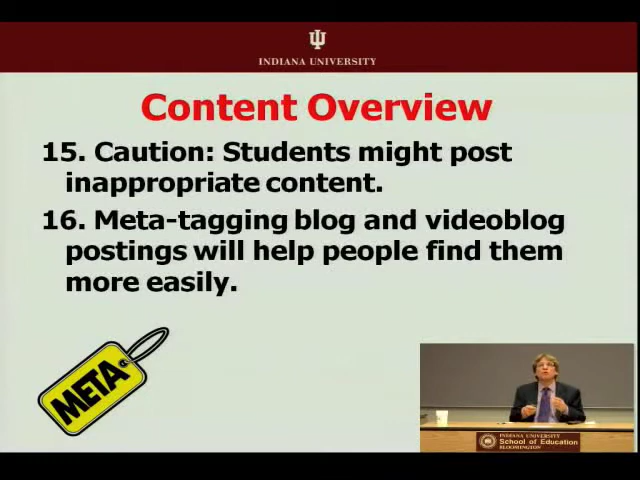 INDIANA UNIVERSITY
Content Overview
15. Caution: Students might post
inappropriate content.
16. Meta-tagging blog and videoblog
postings will help people find them
more easily.
META
INDIANA UNIVERSITY
School of Education
BLOOMINGTON